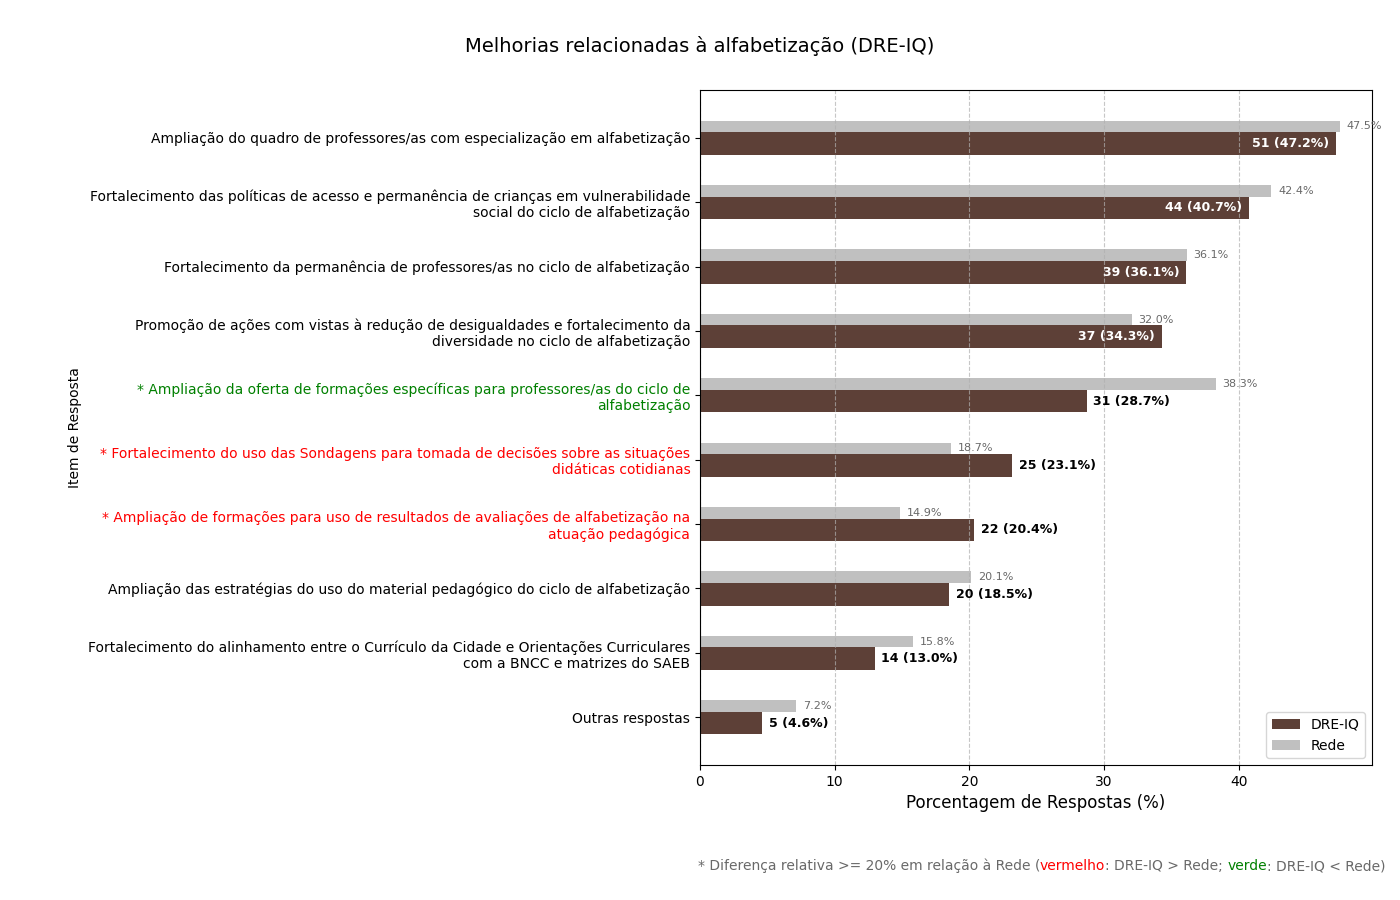 Melhorias relacionadas à alfabetização (DRE-IQ)
Ampliação do quadro de professores/as com especialização em alfabetização
47.5%
51 (47.2%)
Fortalecimento das políticas de acesso e permanência de crianças em vulnerabilidade
social do ciclo de alfabetização
42.4%
44 (40.7%)
Fortalecimento da permanência de professores/as no ciclo de alfabetização
36.1%
39 (36.1%)
Promoção de ações com vistas à redução de desigualdades e fortalecimento da
diversidade no ciclo de alfabetização
32.0%
37 (34.3%)
* Ampliação da oferta de formações específicas para professores/as do ciclo de
alfabetização
38.3%
31 (28.7%)
* Fortalecimento do uso das Sondagens para tomada de decisões sobre as situações
didáticas cotidianas
18.7%
25 (23.1%)
* Ampliação de formações para uso de resultados de avaliações de alfabetização na
atuação pedagógica
14.9%
22 (20.4%)
Ampliação das estratégias do uso do material pedagógico do ciclo de alfabetização
20.1%
20 (18.5%)
Fortalecimento do alinhamento entre o Currículo da Cidade e Orientações Curriculares
com a BNCC e matrizes do SAEB
15.8%
14 (13.0%)
Outras respostas
7.2%
5 (4.6%)
Item de Resposta
DRE-IQ
Rede
0 10 20 30 40
Porcentagem de Respostas (%)
* Diferença relativa >= 20% em relação à Rede (vermelho: DRE-IQ > Rede; verde: DRE-IQ < Rede)